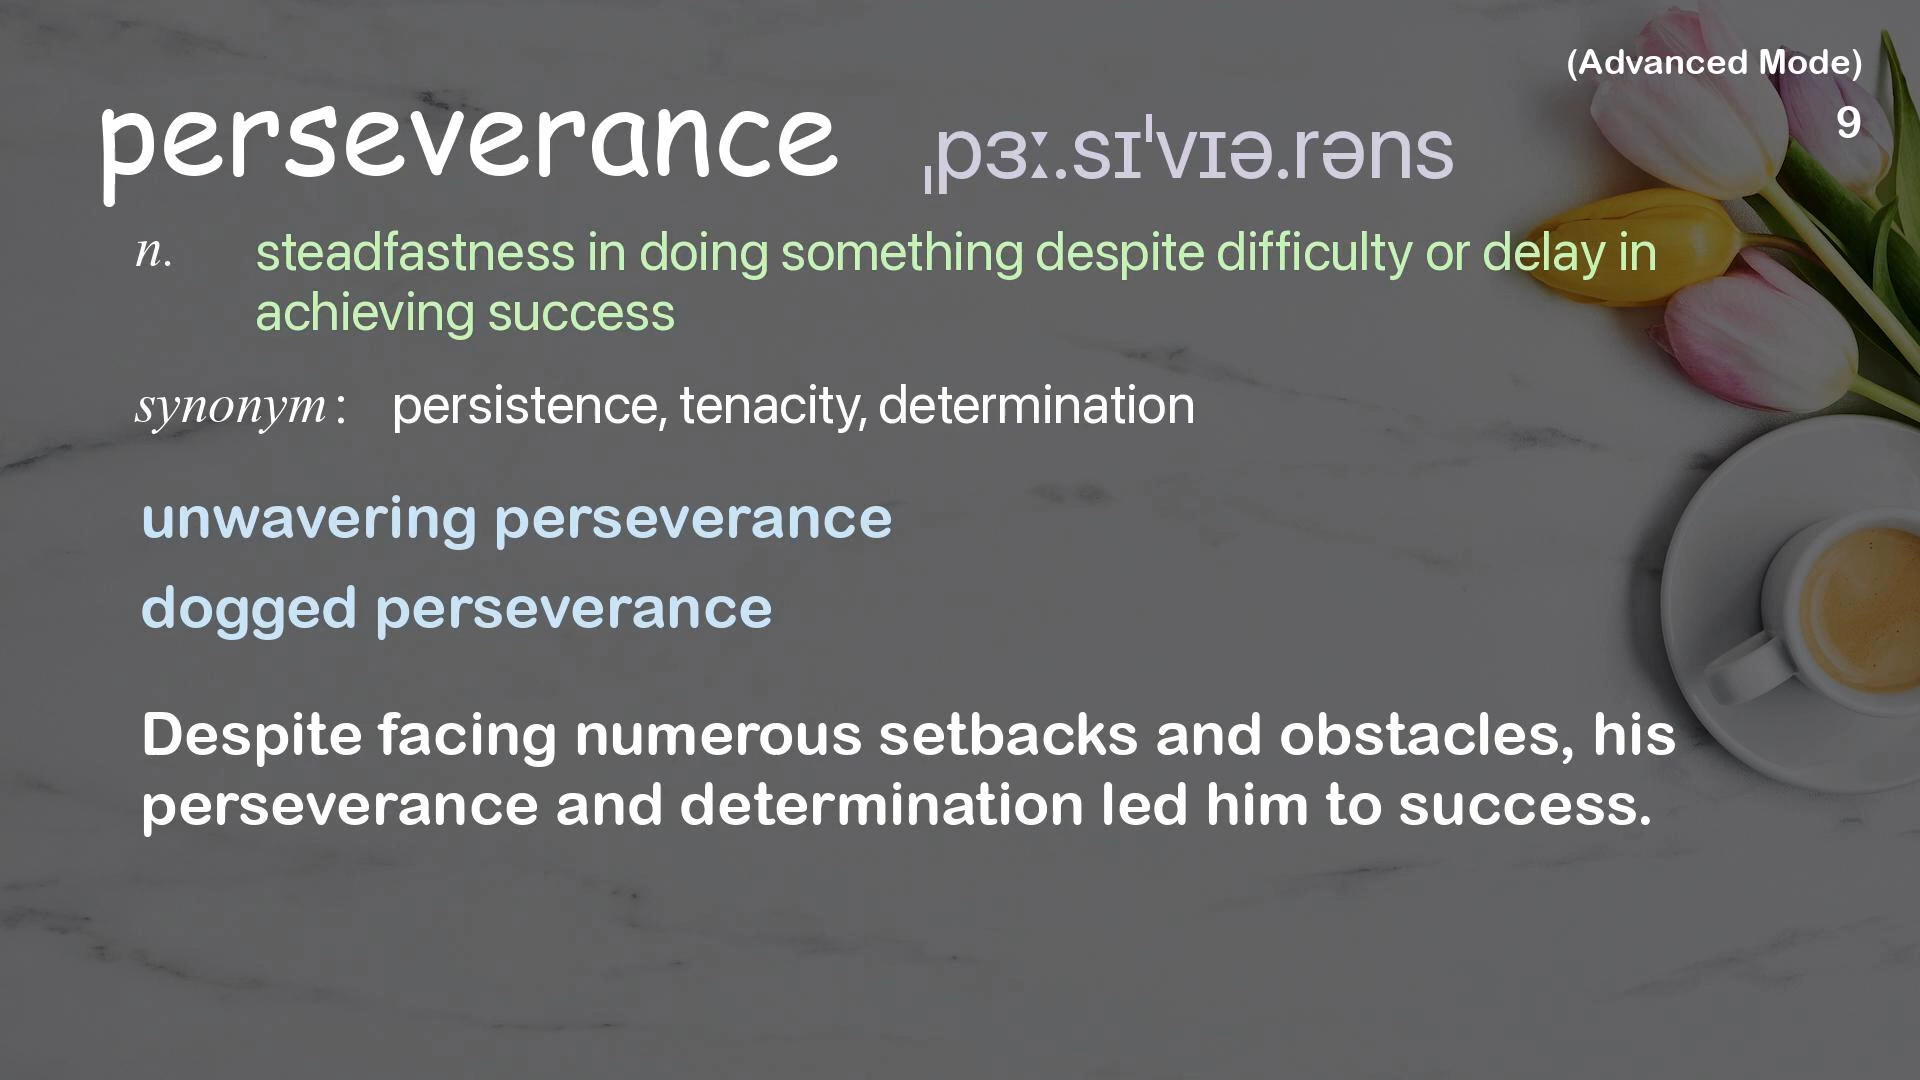 (Advanced Mode)
perseverance ˌpɜː.sɪˈvɪə.rəns
9
n. steadfastness in doing something despite difficulty or delay in
achieving success
synonym: persistence, tenacity, determination
unwavering perseverance
dogged perseverance
Despite facing numerous setbacks and obstacles, his
perseverance and determination led him to success.